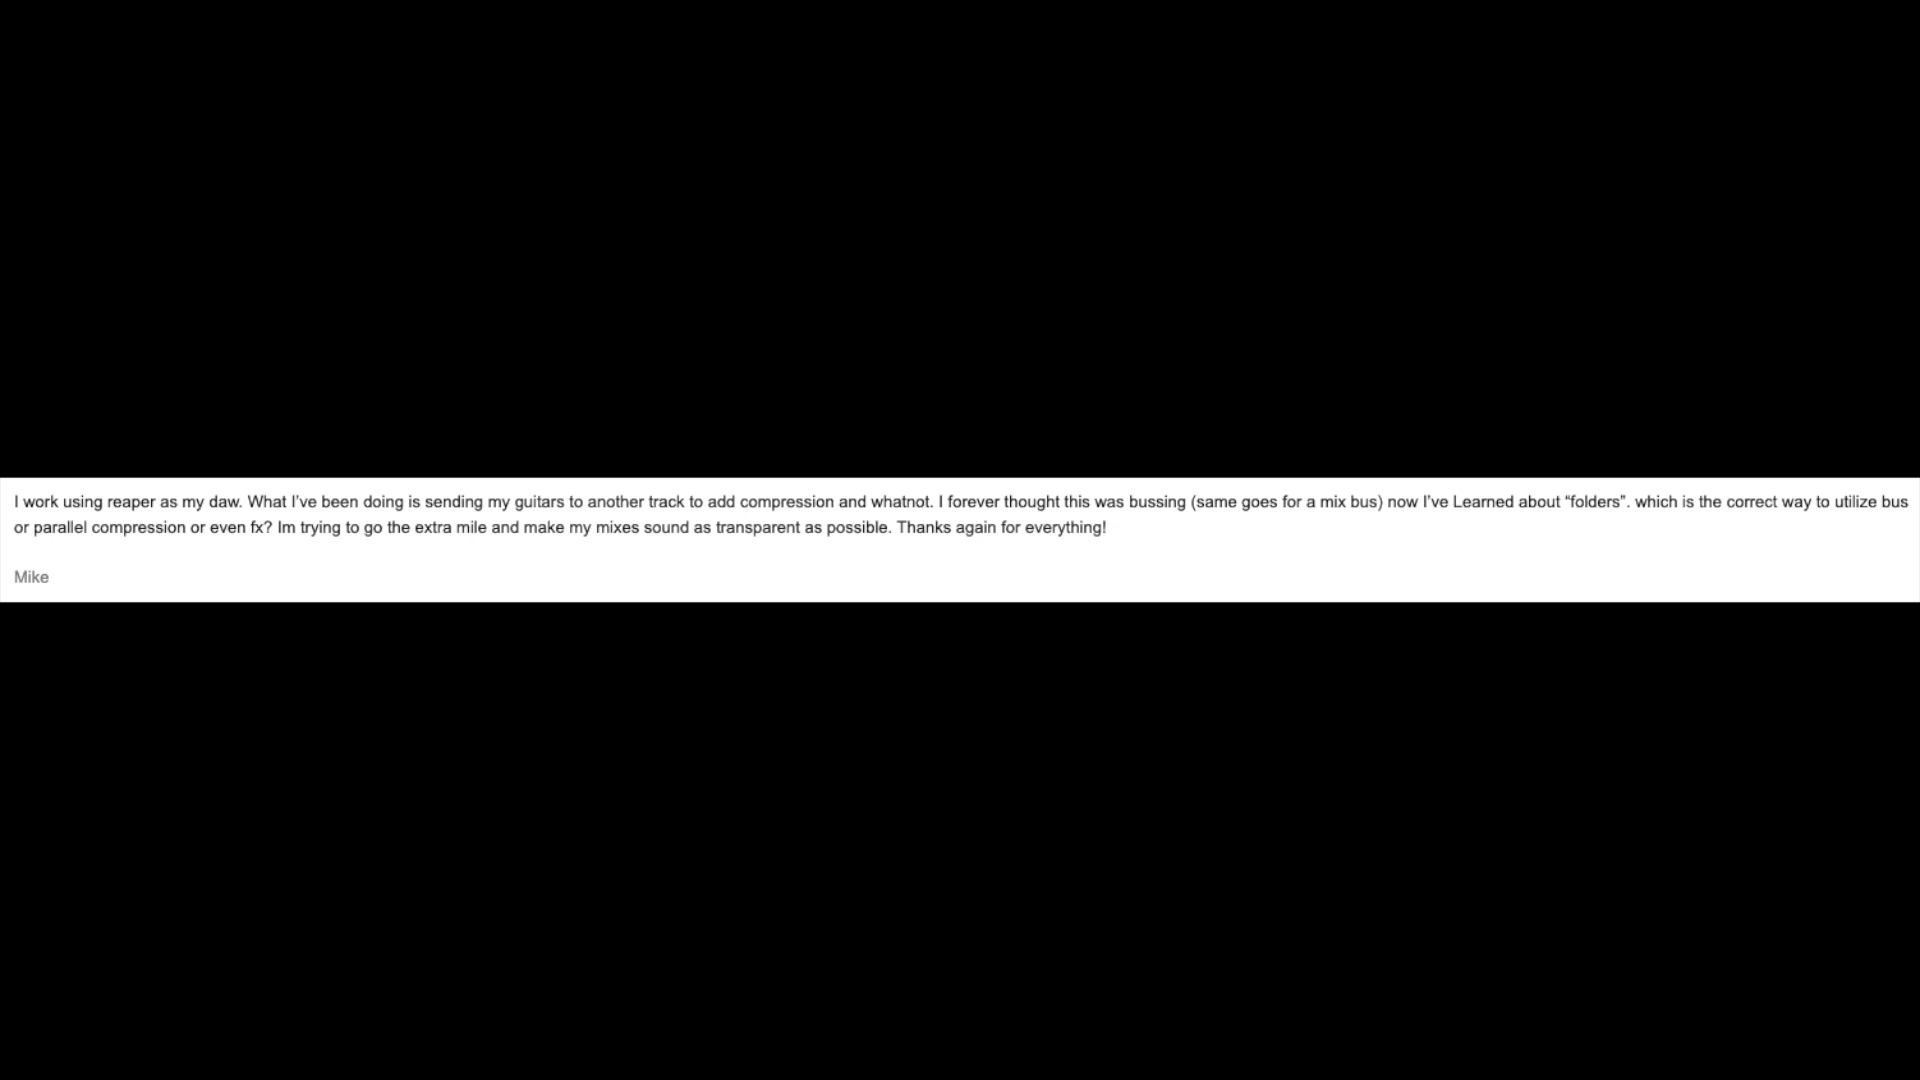 I work using reaper as my daw. What I’ve been doing is sending my guitars to another track to add compression and whatnot. I forever thought this was bussing (same goes for a mix bus) now I’ve Learned about “folders”. which is the correct way to utilize bus
or parallel compression or even fx? Im trying to go the extra mile and make my mixes sound as transparent as possible. Thanks again for everything!
Mike